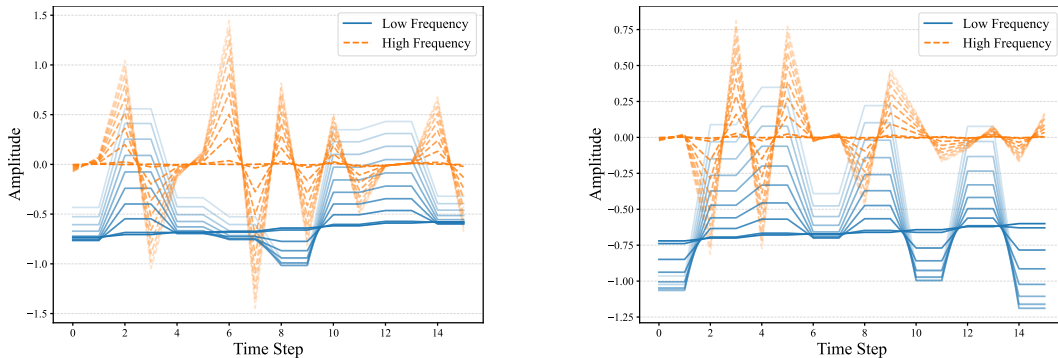 1.5
1.0
0.5
0.0
−0.5
−1.0
−1.5
Amplitude
0 2 4 6 8 10 12 14
Time Step
Low Frequency
High Frequency
0.75
0.50
0.25
0.00
−0.25
−0.50
−0.75
−1.00
−1.25
Amplitude
0 2 4 6 8 10 12 14
Time Step
Low Frequency
High Frequency